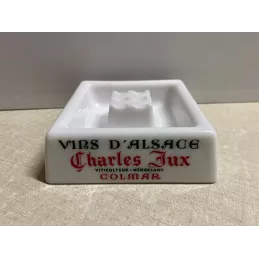 VINS D'ALSACE
Charles Jux
VITICULTEUR - NÉGOCIANT
COLMAR